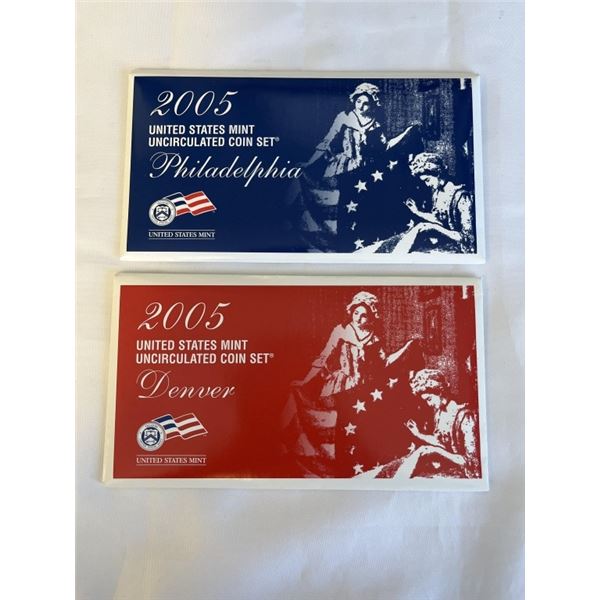 2005
UNITED STATES MINT
UNCIRCULATED COIN SET®
Philadelphia
UNITED STATES MINT
2005
UNITED STATES MINT
UNCIRCULATED COIN SET®
Denver
UNITED STATES MINT